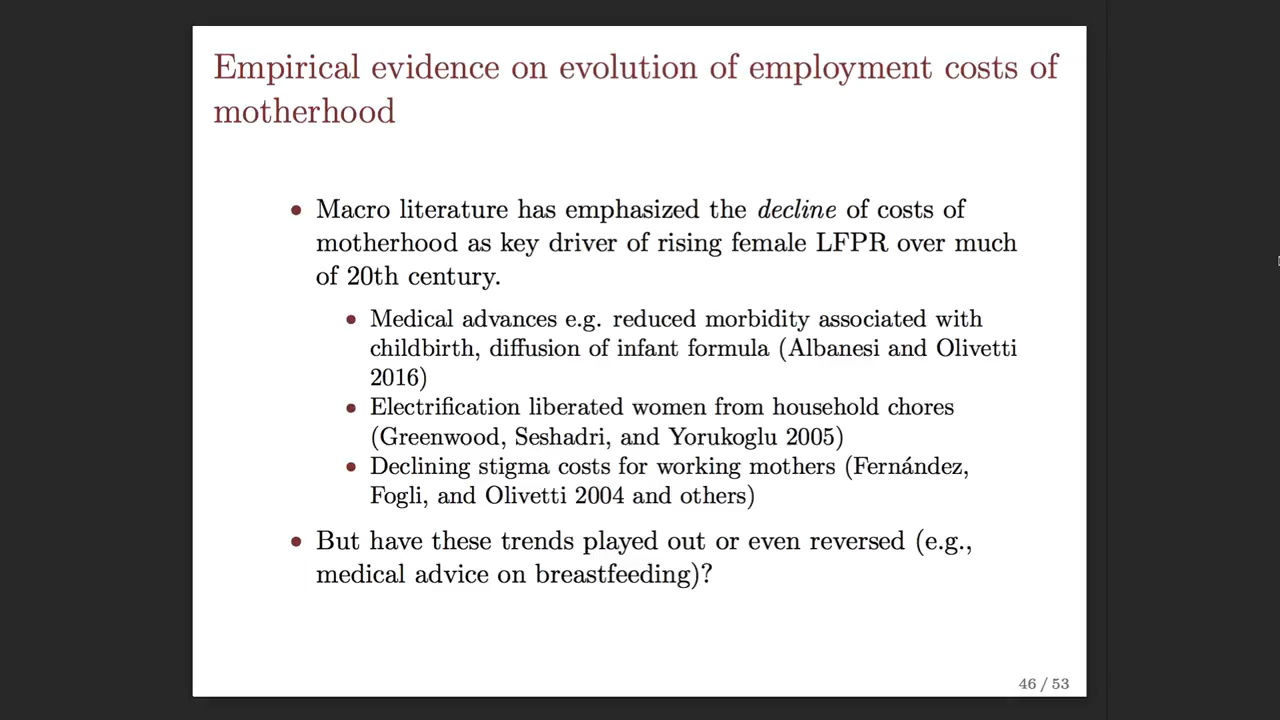 Empirical evidence on evolution of employment costs of
motherhood
• Macro literature has emphasized the decline of costs of
motherhood as key driver of rising female LFPR over much
of 20th century.
• Medical advances e.g. reduced morbidity associated with
childbirth, diffusion of infant formula (Albanesi and Olivetti
2016)
• Electrification liberated women from household chores
(Greenwood, Seshadri, and Yorukoglu 2005)
• Declining stigma costs for working mothers (Fernández,
Fogli, and Olivetti 2004 and others)
• But have these trends played out or even reversed (e.g.,
medical advice on breastfeeding)?
46 / 53